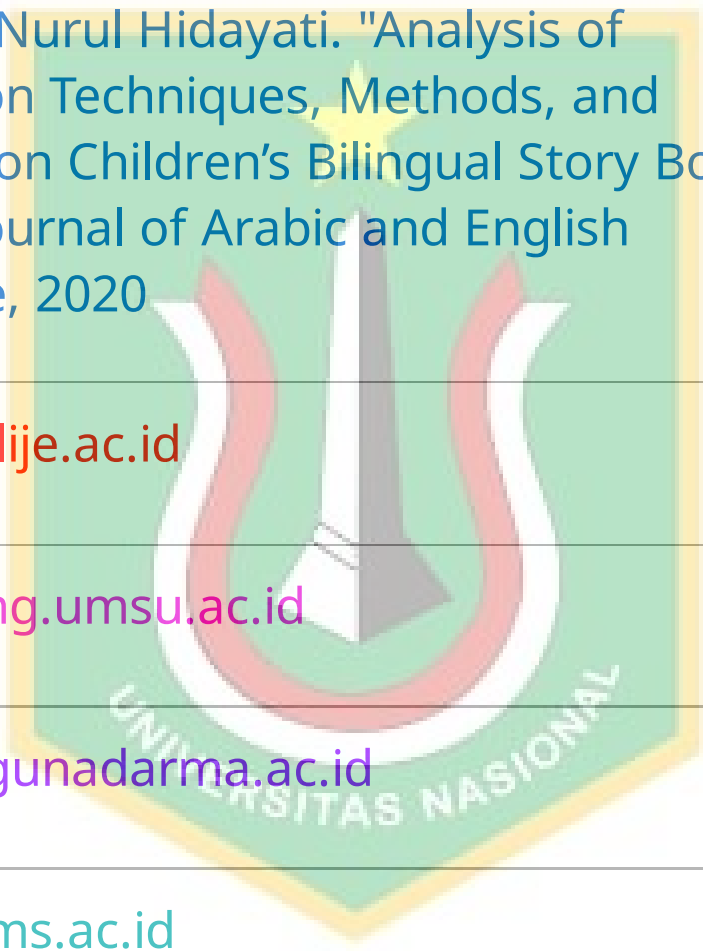 Nurul Hidayati. "Analysis of
on Techniques, Methods, and
on Children’s Bilingual Story Bo
ournal of Arabic and English
e, 2020
lije.ac.id
ng.umsu.ac.id
gunadarma.ac.id
UNIVERSITAS NASIONAL
ms.ac.id